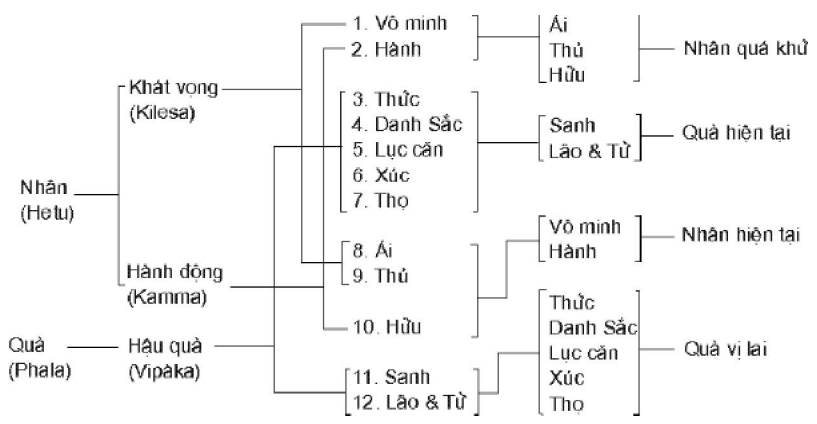 Nhân
(Hetu)
Quả
(Phala)
Khát vọng
(Kilesa)
Hành động
(Kamma)
Hậu quả
(Vipàka)
1. Vô minh
2. Hành
3. Thức
4. Danh Sắc
5. Lục căn
6. Xúc
7. Thọ
8. Ái
9. Thủ
10. Hữu
11. Sanh
12. Lão & Tử
Ái
Thủ
Hữu
Sanh
Lão & Tử
Vô minh
Hành
Thức
Danh Sắc
Lục căn
Xúc
Thọ
Nhân quá khứ
Quả hiện tại
Nhân hiện tại
Quả vị lai